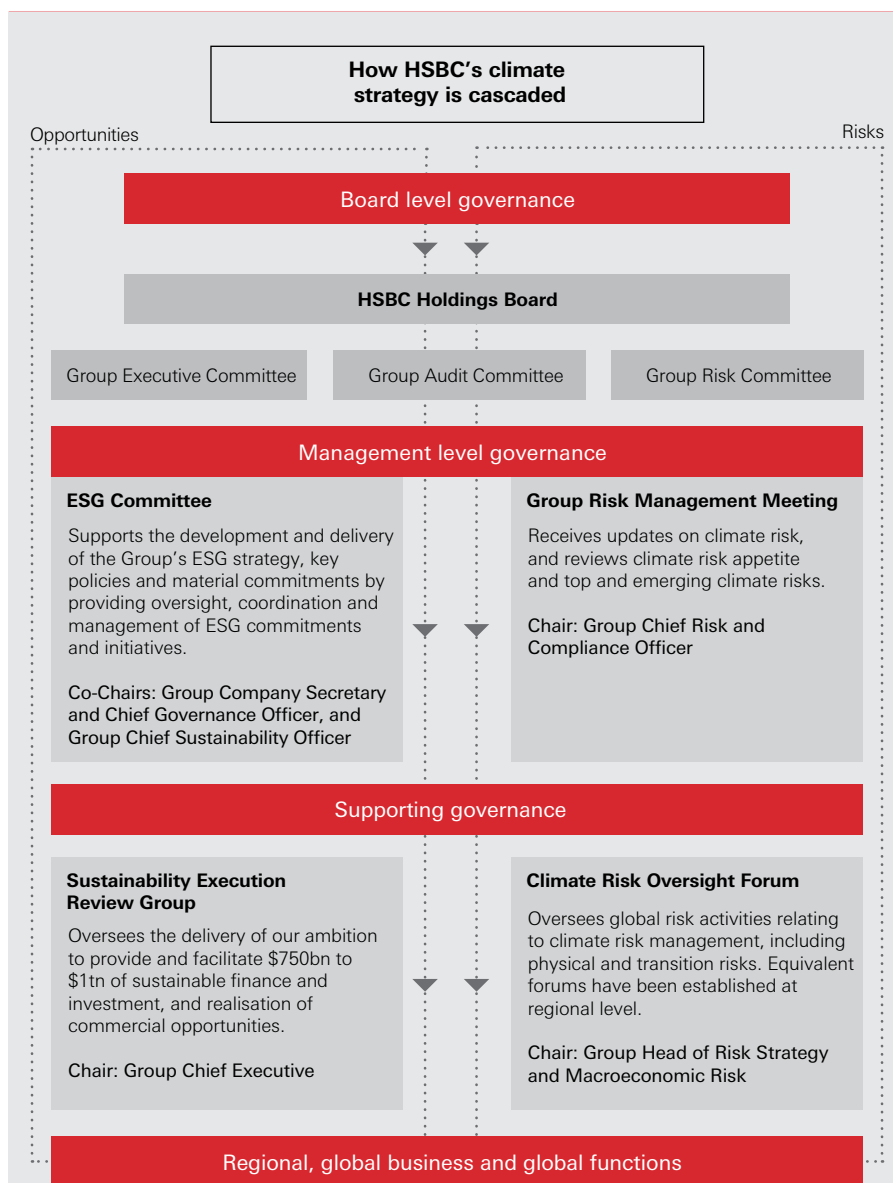 How HSBC's climate
strategy is cascaded
Opportunities
Risks
Board level governance
HSBC Holdings Board
Group Executive Committee
Group Audit Committee
Group Risk Committee
Management level governance
ESG Committee
Supports the development and delivery
of the Group's ESG strategy, key
policies and material commitments by
providing oversight, coordination and
management of ESG commitments
and initiatives.
Co-Chairs: Group Company Secretary
and Chief Governance Officer, and
Group Chief Sustainability Officer
Group Risk Management Meeting
Receives updates on climate risk,
and reviews climate risk appetite
and top and emerging climate risks.
Chair: Group Chief Risk and
Compliance Officer
Supporting governance
Sustainability Execution
Review Group
Oversees the delivery of our ambition
to provide and facilitate $750bn to
$1tn of sustainable finance and
investment, and realisation of
commercial opportunities.
Chair: Group Chief Executive
Climate Risk Oversight Forum
Oversees global risk activities relating
to climate risk management, including
physical and transition risks. Equivalent
forums have been established at
regional level.
Chair: Group Head of Risk Strategy
and Macroeconomic Risk
Regional, global business and global functions